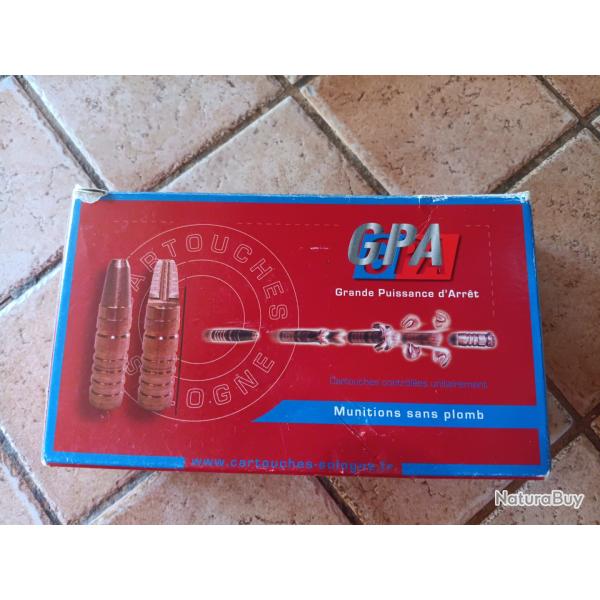 CARTOUCHES
SOLOGNE
GPA
Grande Puissance d'Arrêt
Cartouches contrôlées unitairement
Munitions sans plomb
www.cartouches-sologne.fr
NaturaBuy